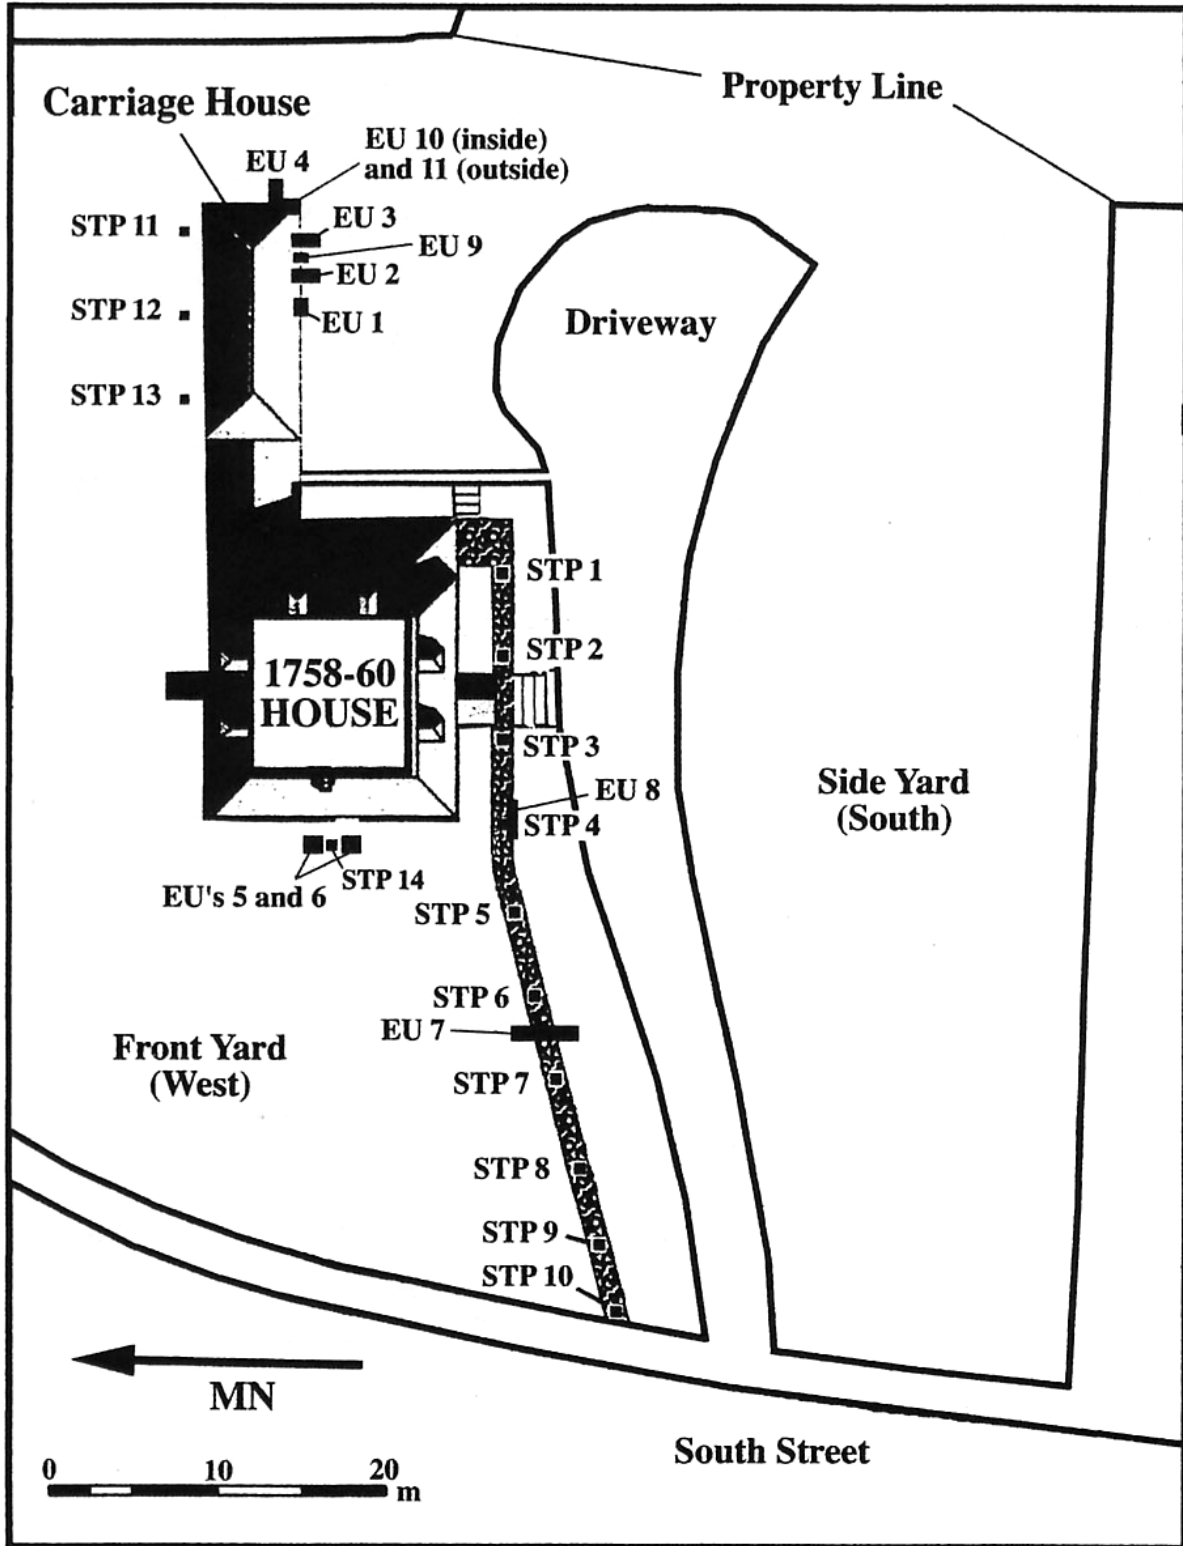 Property Line
Carriage House
EU 10 (inside)
and 11 (outside)
EU 4
STP 11
EU 3
EU 9
EU 2
STP 12
EU 1
Driveway
STP 13
STP 1
STP 2
1758-60
HOUSE
STP 3
EU 8
Side Yard
(South)
STP 4
STP 14
EU's 5 and 6
STP 5
STP 6
EU 7
Front Yard
(West)
STP 7
STP 8
STP 9
STP 10
MN
South Street
0 10 20
m